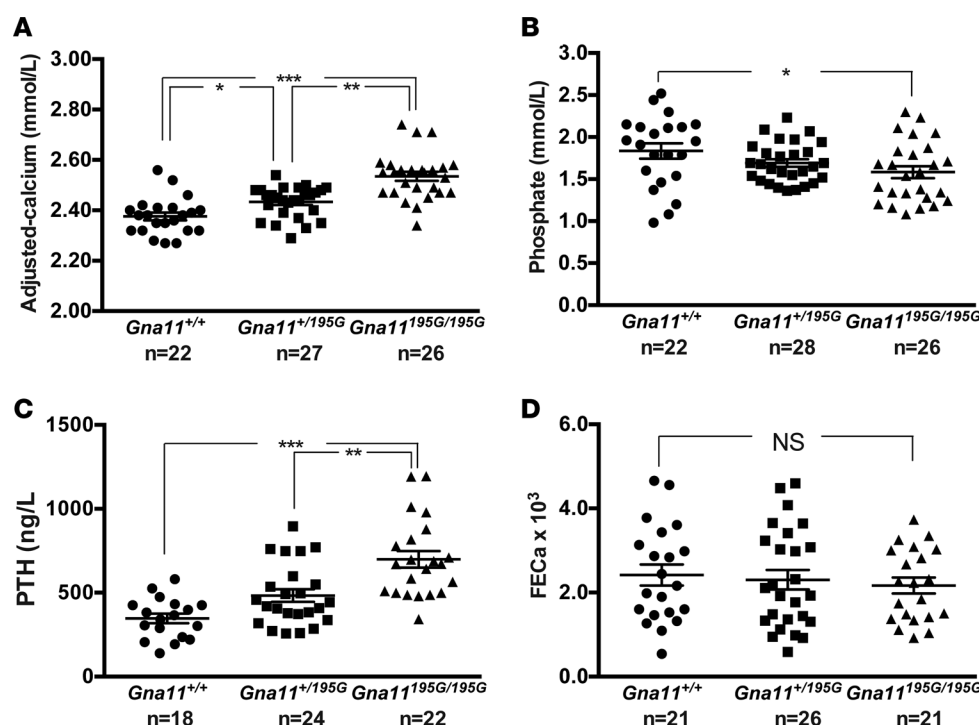 A
Adjusted-calcium (mmol/L)
3.00
2.80
2.60
2.40
2.20
2.00
***
* **
Gna11+/+ Gna11+/195G Gna11195G/195G
n=22 n=27 n=26
B
Phosphate (mmol/L)
3.0
2.5
2.0
1.5
1.0
0.5
0.0
*
Gna11+/+ Gna11+/195G Gna11195G/195G
n=22 n=28 n=26
C
PTH (ng/L)
1500
1000
500
0
***
**
Gna11+/+ Gna11+/195G Gna11195G/195G
n=18 n=24 n=22
D
FECa x 10³
6.0
4.0
2.0
0.0
NS
Gna11+/+ Gna11+/195G Gna11195G/195G
n=21 n=26 n=21